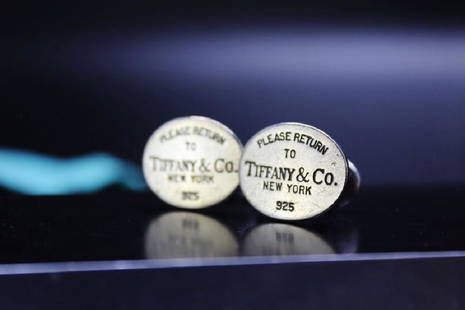 PLEASE RETURN
TO
TIFFANY & CO.
NEW YORK
925
PLEASE RETURN
TO
TIFFANY & CO.
NEW YORK
925